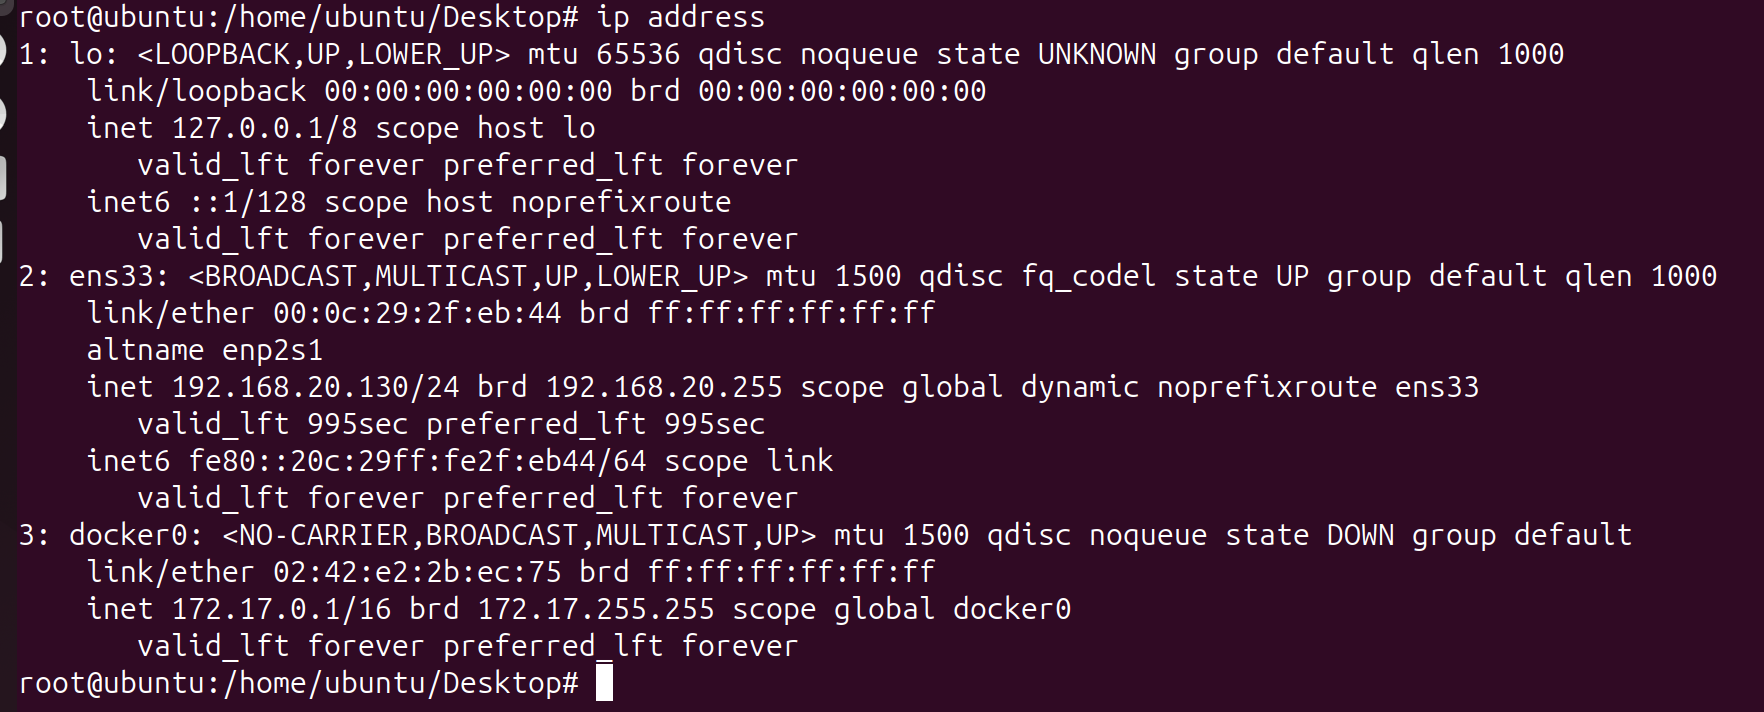 root@ubuntu:/home/ubuntu/Desktop# ip address
1: lo: <LOOPBACK,UP,LOWER_UP> mtu 65536 qdisc noqueue state UNKNOWN group default qlen 1000
    link/loopback 00:00:00:00:00:00 brd 00:00:00:00:00:00
    inet 127.0.0.1/8 scope host lo
       valid_lft forever preferred_lft forever
    inet6 ::1/128 scope host noprefixroute
       valid_lft forever preferred_lft forever
2: ens33: <BROADCAST,MULTICAST,UP,LOWER_UP> mtu 1500 qdisc fq_codel state UP group default qlen 1000
    link/ether 00:0c:29:2f:eb:44 brd ff:ff:ff:ff:ff:ff
    altname enp2s1
    inet 192.168.20.130/24 brd 192.168.20.255 scope global dynamic noprefixroute ens33
       valid_lft 995sec preferred_lft 995sec
    inet6 fe80::20c:29ff:fe2f:eb44/64 scope link
       valid_lft forever preferred_lft forever
3: docker0: <NO-CARRIER,BROADCAST,MULTICAST,UP> mtu 1500 qdisc noqueue state DOWN group default
    link/ether 02:42:e2:2b:ec:75 brd ff:ff:ff:ff:ff:ff
    inet 172.17.0.1/16 brd 172.17.255.255 scope global docker0
       valid_lft forever preferred_lft forever
root@ubuntu:/home/ubuntu/Desktop#